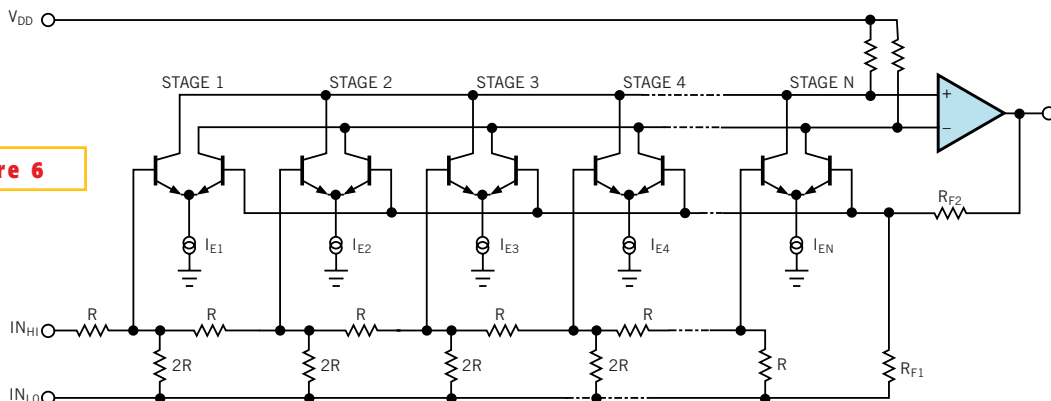 VDD
STAGE 1 STAGE 2 STAGE 3 STAGE 4 STAGE N
+
−
re 6
RF2
IE1 IE2 IE3 IE4 IEN
INHI R R R R R
2R 2R 2R 2R R RF1
INLO